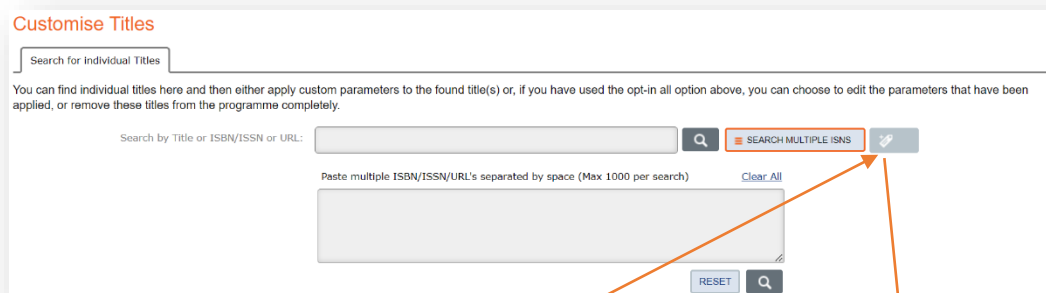 Customise Titles
Search for Individual Titles
You can find individual titles here and then either apply custom parameters to the found title(s) or, if you have used the opt-in all option above, you can choose to edit the parameters that have been
applied, or remove these titles from the programme completely.
Search by Title or ISBN/ISSN or URL:
SEARCH MULTIPLE ISNS
Paste multiple ISBN/ISSN/URL's separated by space (Max 1000 per search)
Clear All
RESET